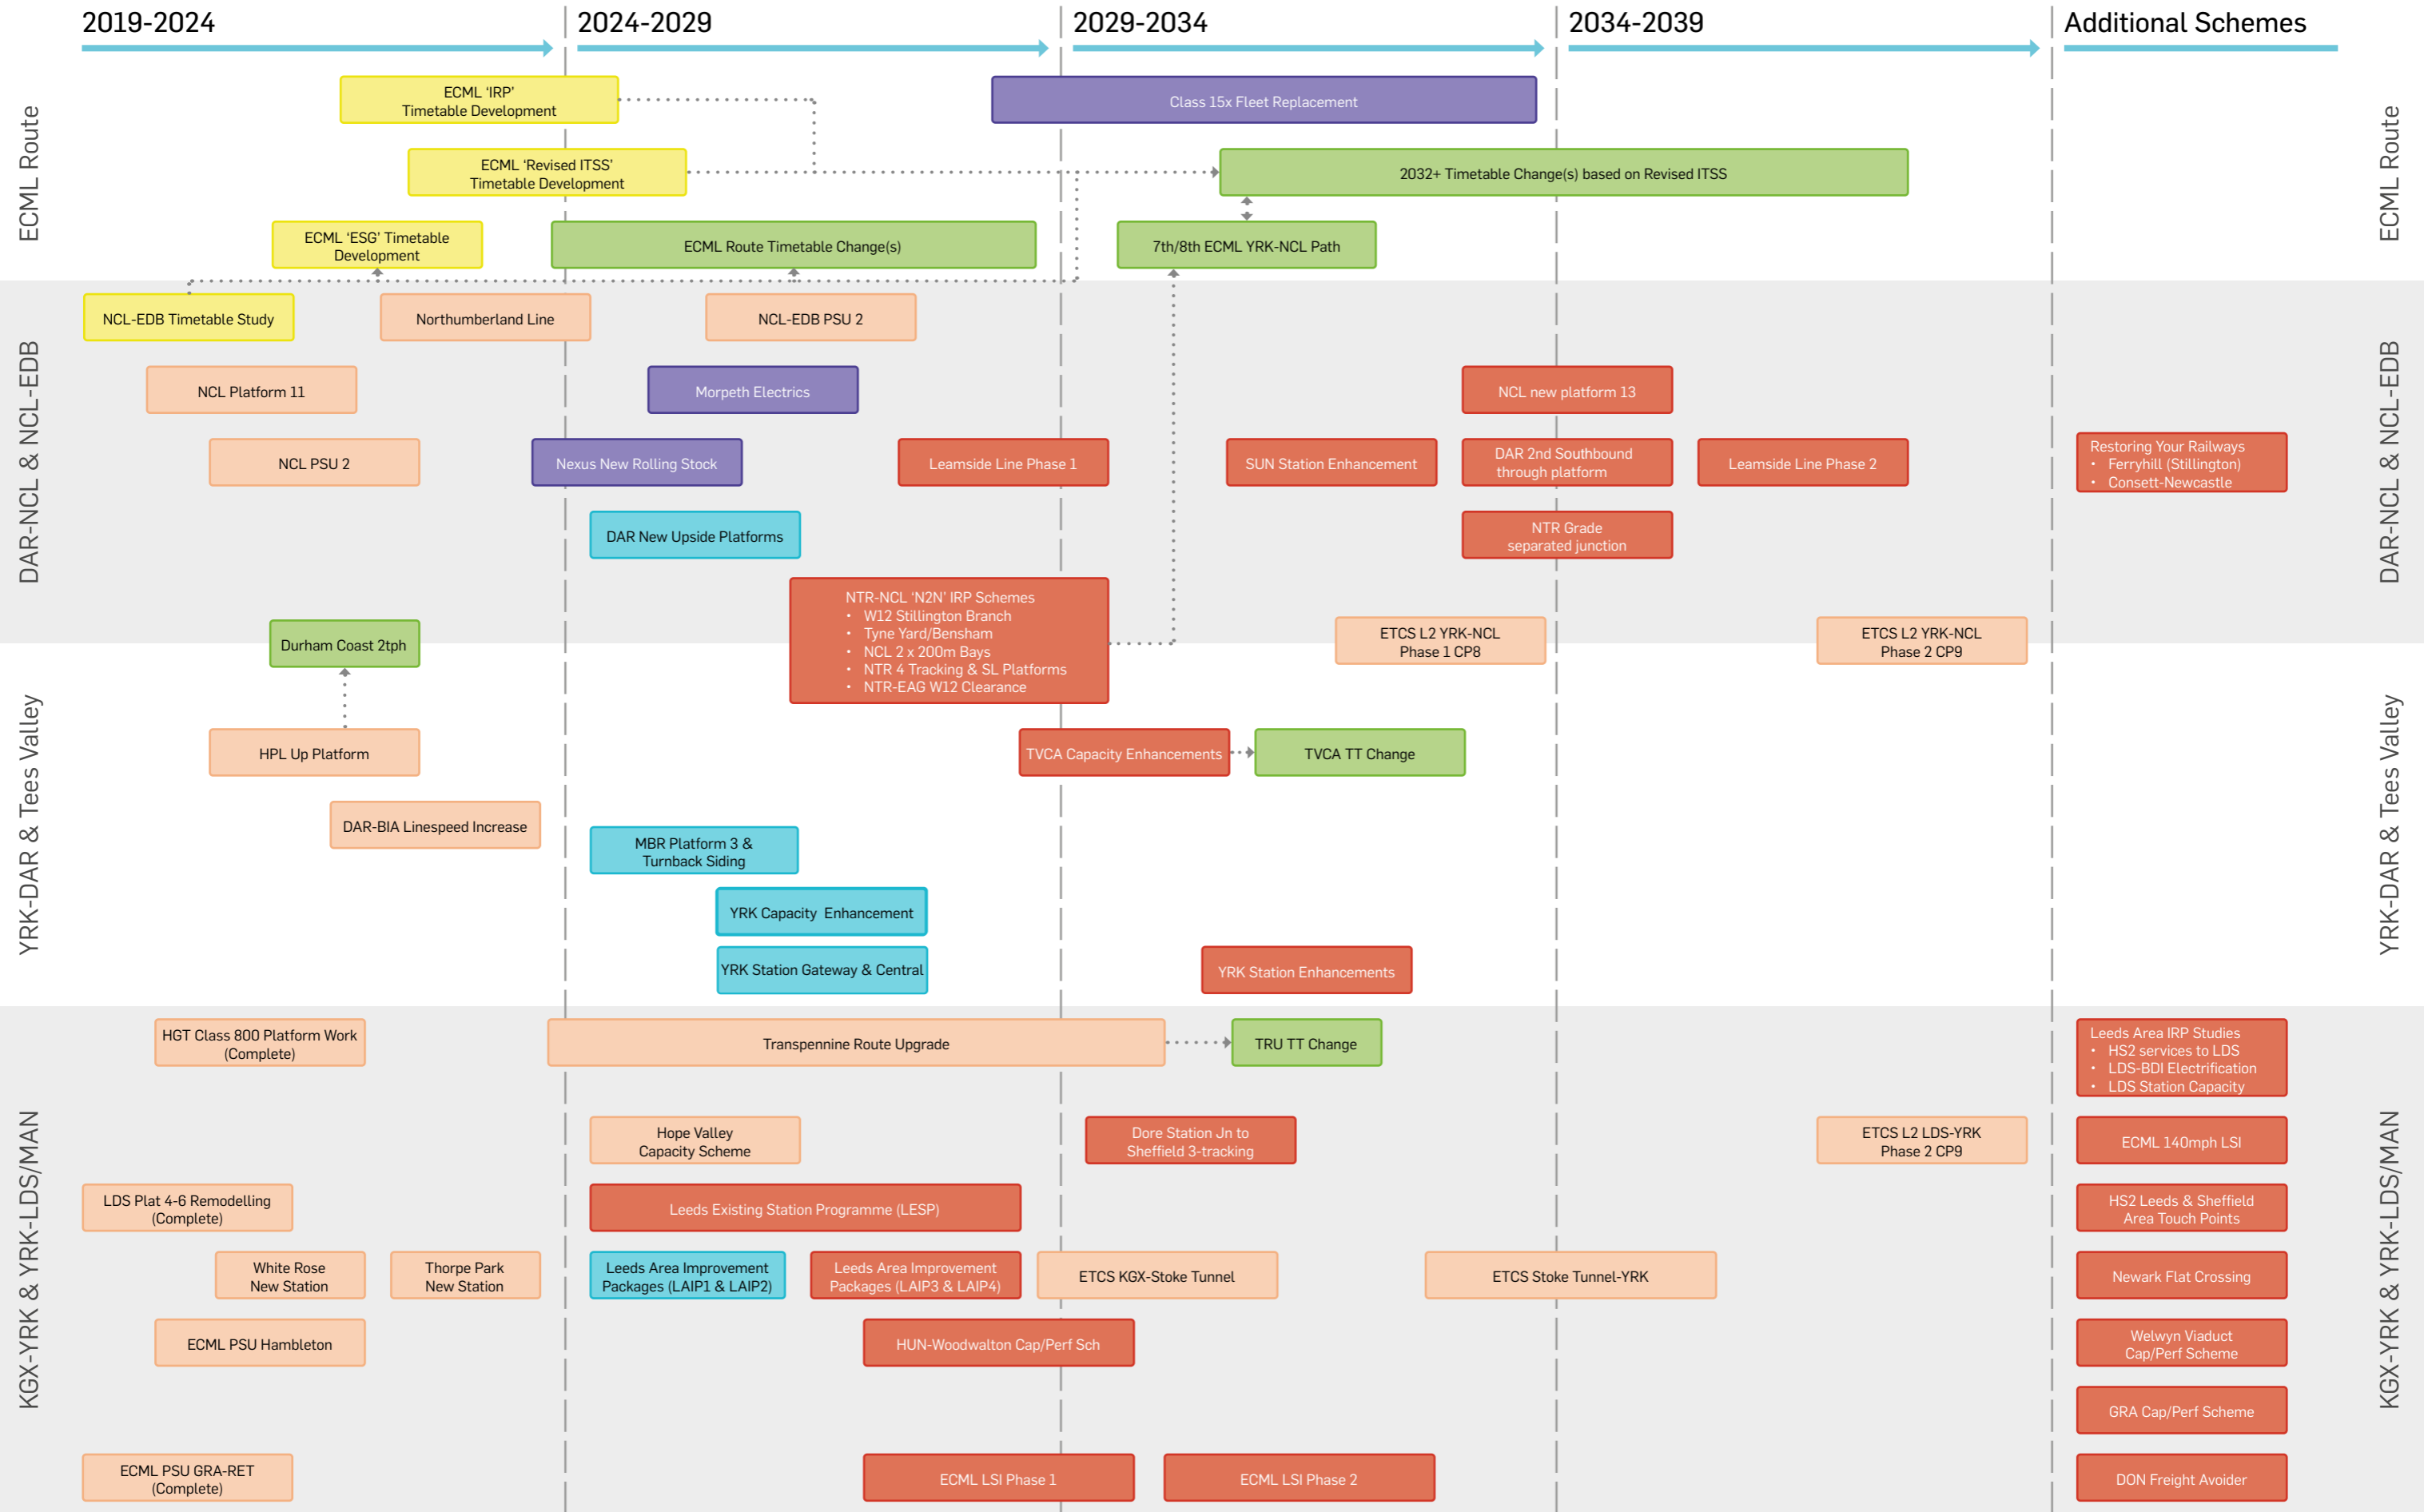 2019-2024
2024-2029
2029-2034
2034-2039
Additional Schemes
ECML Route
ECML 'IRP'
Timetable Development
Class 15x Fleet Replacement
ECML 'Revised ITSS'
Timetable Development
2032+ Timetable Change(s) based on Revised ITSS
ECML 'ESG' Timetable
Development
ECML Route Timetable Change(s)
7th/8th ECML YRK-NCL Path
ECML Route
DAR-NCL & NCL-EDB
NCL-EDB Timetable Study
Northumberland Line
NCL-EDB PSU 2
NCL Platform 11
Morpeth Electrics
NCL new platform 13
NCL PSU 2
Nexus New Rolling Stock
Leamside Line Phase 1
SUN Station Enhancement
DAR 2nd Southbound
through platform
Leamside Line Phase 2
Restoring Your Railways
• Ferryhill (Stillington)
• Consett-Newcastle
DAR New Upside Platforms
NTR Grade
separated junction
NTR-NCL 'N2N' IRP Schemes
• W12 Stillington Branch
• Tyne Yard/Bensham
• NCL 2 x 200m Bays
• NTR 4 Tracking & SL Platforms
• NTR-EAG W12 Clearance
DAR-NCL & NCL-EDB
Durham Coast 2tph
ETCS L2 YRK-NCL
Phase 1 CP8
ETCS L2 YRK-NCL
Phase 2 CP9
YRK-DAR & Tees Valley
HPL Up Platform
TVCA Capacity Enhancements
TVCA TT Change
DAR-BIA Linespeed Increase
MBR Platform 3 &
Turnback Siding
YRK Capacity Enhancement
YRK Station Gateway & Central
YRK Station Enhancements
YRK-DAR & Tees Valley
KGX-YRK & YRK-LDS/MAN
HGT Class 800 Platform Work
(Complete)
Transpennine Route Upgrade
TRU TT Change
Leeds Area IRP Studies
• HS2 services to LDS
• LDS-BDI Electrification
• LDS Station Capacity
Hope Valley
Capacity Scheme
Dore Station Jn to
Sheffield 3-tracking
ETCS L2 LDS-YRK
Phase 2 CP9
ECML 140mph LSI
LDS Plat 4-6 Remodelling
(Complete)
Leeds Existing Station Programme (LESP)
HS2 Leeds & Sheffield
Area Touch Points
White Rose
New Station
Thorpe Park
New Station
Leeds Area Improvement
Packages (LAIP1 & LAIP2)
Leeds Area Improvement
Packages (LAIP3 & LAIP4)
ETCS KGX-Stoke Tunnel
ETCS Stoke Tunnel-YRK
Newark Flat Crossing
ECML PSU Hambleton
HUN-Woodwalton Cap/Perf Sch
Welwyn Viaduct
Cap/Perf Scheme
GRA Cap/Perf Scheme
ECML PSU GRA-RET
(Complete)
ECML LSI Phase 1
ECML LSI Phase 2
DON Freight Avoider
KGX-YRK & YRK-LDS/MAN